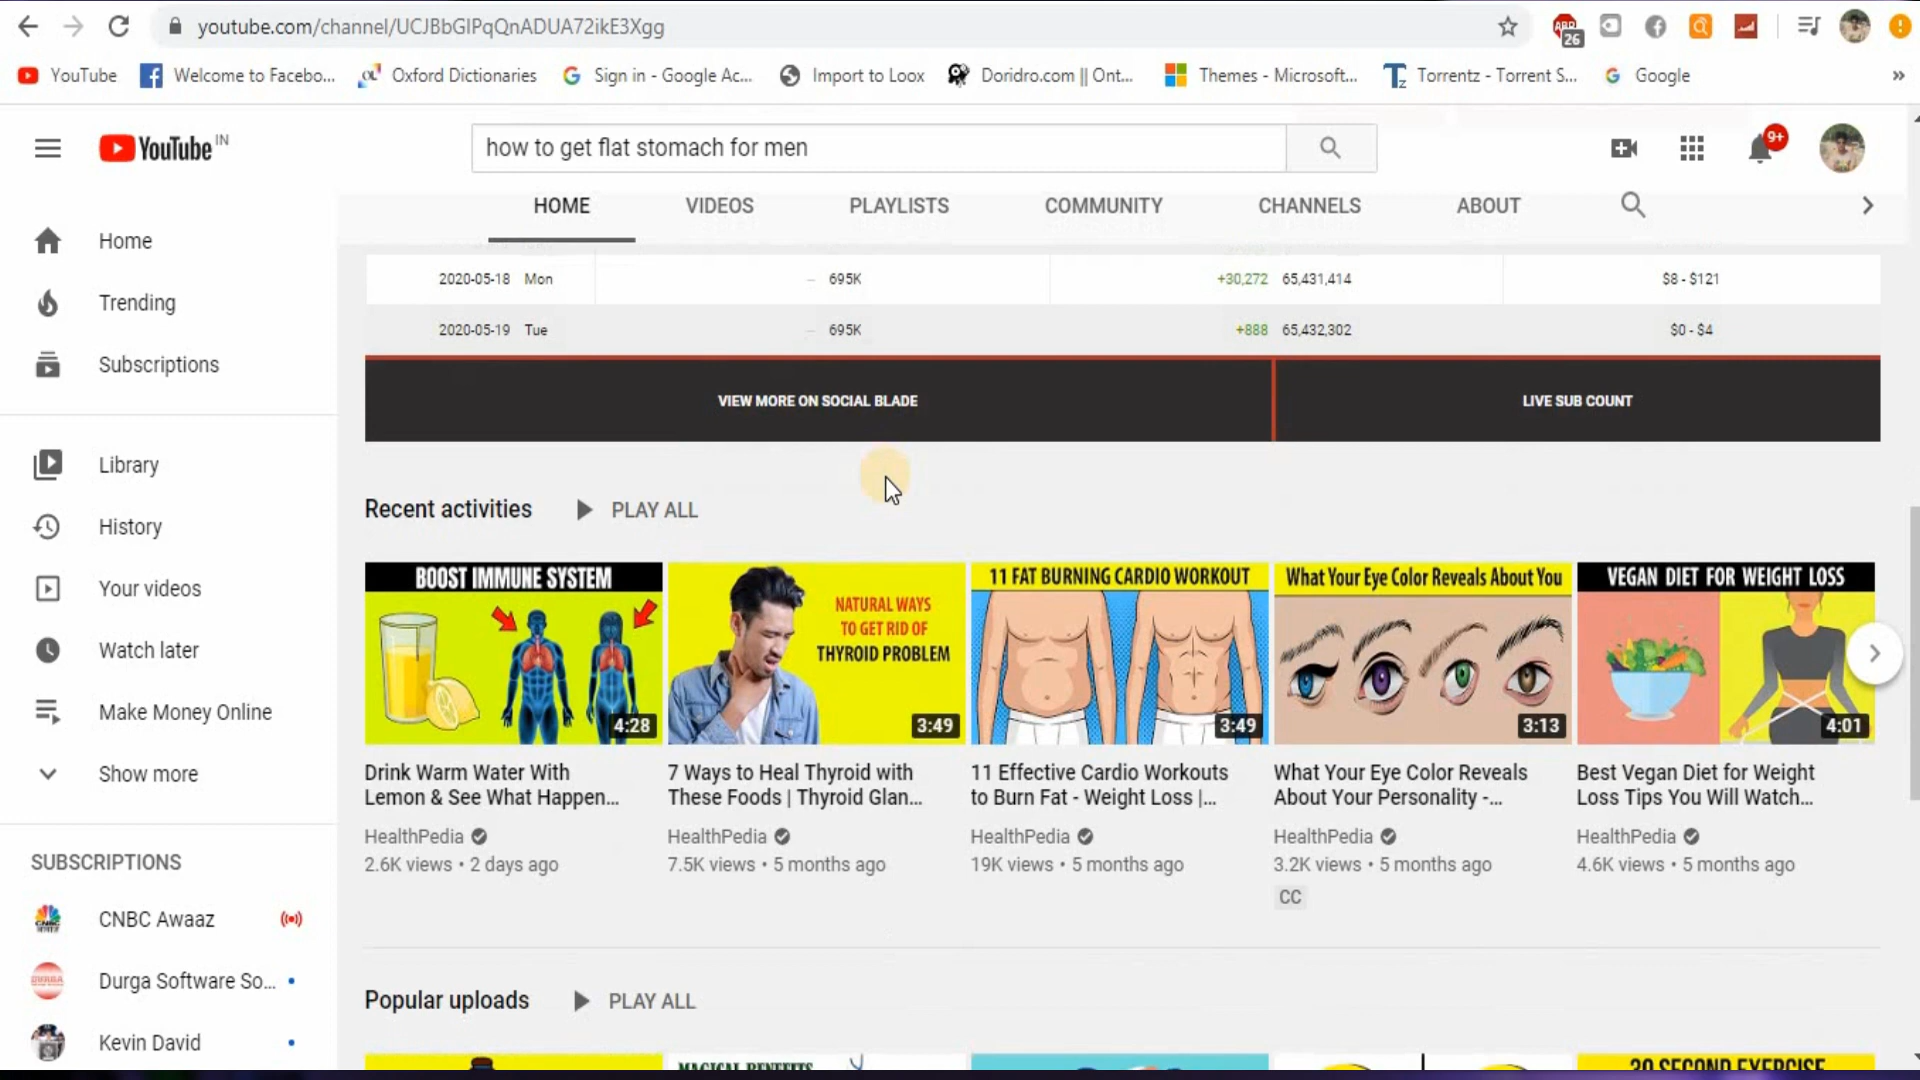 youtube.com/channel/UCJBbGlPqQnADUA72ikE3Xgg
ABP
26
YouTube
Welcome to Facebo...
Oxford Dictionaries
Sign in - Google Ac...
Import to Loox
Doridro.com || Ont...
Themes - Microsoft...
Torrentz - Torrent S...
Google
YouTube IN
how to get flat stomach for men
9+
HOME
VIDEOS
PLAYLISTS
COMMUNITY
CHANNELS
ABOUT
Home
Trending
Subscriptions
Library
History
Your videos
Watch later
Make Money Online
Show more
SUBSCRIPTIONS
CNBC Awaaz
Durga Software So...
Kevin David
2020-05-18 Mon -- 695K +30,272 65,431,414 $8 - $121
2020-05-19 Tue -- 695K +888 65,432,302 $0 - $4
VIEW MORE ON SOCIAL BLADE
LIVE SUB COUNT
Recent activities
PLAY ALL
BOOST IMMUNE SYSTEM
4:28
Drink Warm Water With
Lemon & See What Happen...
HealthPedia
2.6K views • 2 days ago
NATURAL WAYS
TO GET RID OF
THYROID PROBLEM
3:49
7 Ways to Heal Thyroid with
These Foods | Thyroid Glan...
HealthPedia
7.5K views • 5 months ago
11 FAT BURNING CARDIO WORKOUT
3:49
11 Effective Cardio Workouts
to Burn Fat - Weight Loss |...
HealthPedia
19K views • 5 months ago
What Your Eye Color Reveals About You
3:13
What Your Eye Color Reveals
About Your Personality -...
HealthPedia
3.2K views • 5 months ago
CC
VEGAN DIET FOR WEIGHT LOSS
4:01
Best Vegan Diet for Weight
Loss Tips You Will Watch...
HealthPedia
4.6K views • 5 months ago
Popular uploads
PLAY ALL
MAGICAL BENEFITS
30 SECOND EXERCISE